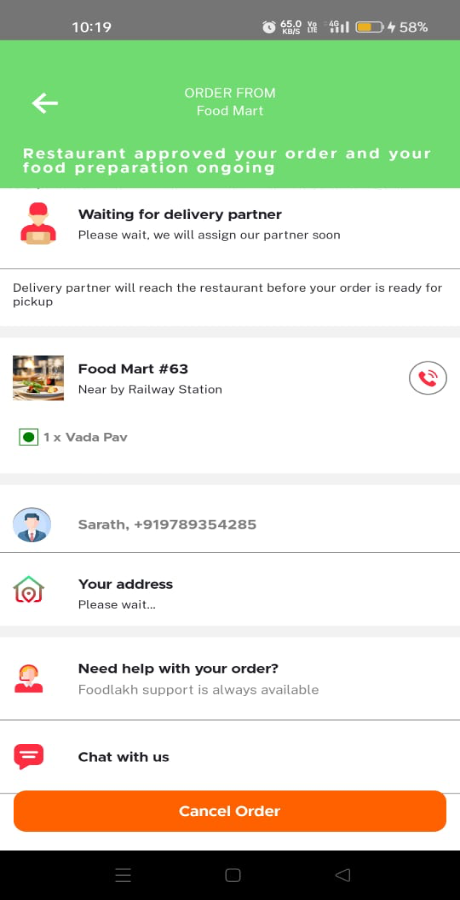 10:19 65.0 KB/S Vo LTE 4G 58%
ORDER FROM
Food Mart
Restaurant approved your order and your
food preparation ongoing
Waiting for delivery partner
Please wait, we will assign our partner soon
Delivery partner will reach the restaurant before your order is ready for
pickup
Food Mart #63
Near by Railway Station
1 x Vada Pav
Sarath, +919789354285
Your address
Please wait...
Need help with your order?
Foodlakh support is always available
Chat with us
Cancel Order